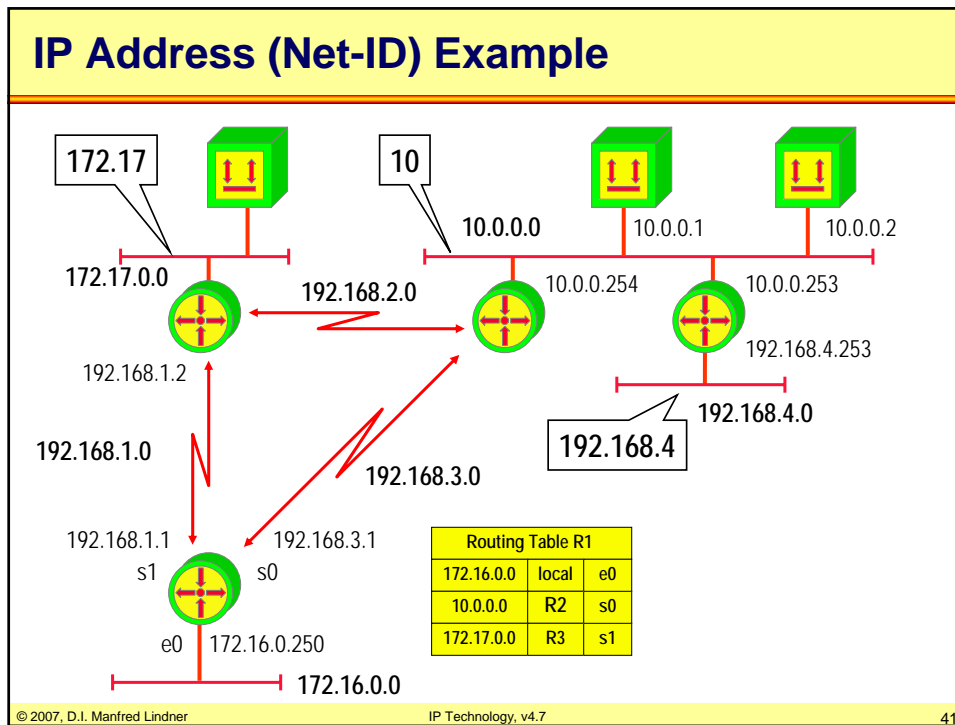 IP Address (Net-ID) Example
172.17
10
10.0.0.0
10.0.0.1
10.0.0.2
172.17.0.0
192.168.2.0
10.0.0.254
10.0.0.253
192.168.4.253
192.168.1.2
192.168.4.0
192.168.4
192.168.1.0
192.168.3.0
192.168.1.1
192.168.3.1
s1
s0
Routing Table R1
172.16.0.0 local e0
10.0.0.0 R2 s0
172.17.0.0 R3 s1
e0 172.16.0.250
172.16.0.0
© 2007, D.I. Manfred Lindner IP Technology, v4.7 41